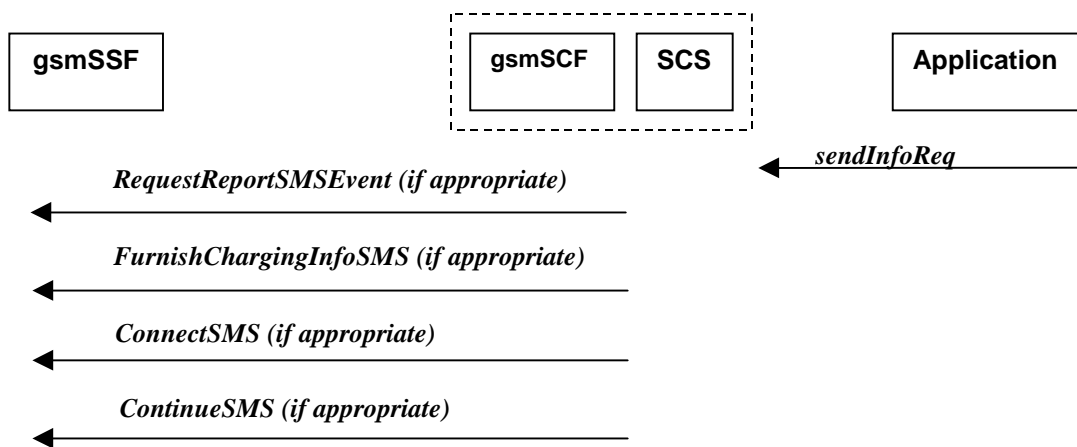 gsmSSF
gsmSCF
SCS
Application
sendInfoReq
RequestReportSMSEvent (if appropriate)
FurnishChargingInfoSMS (if appropriate)
ConnectSMS (if appropriate)
ContinueSMS (if appropriate)